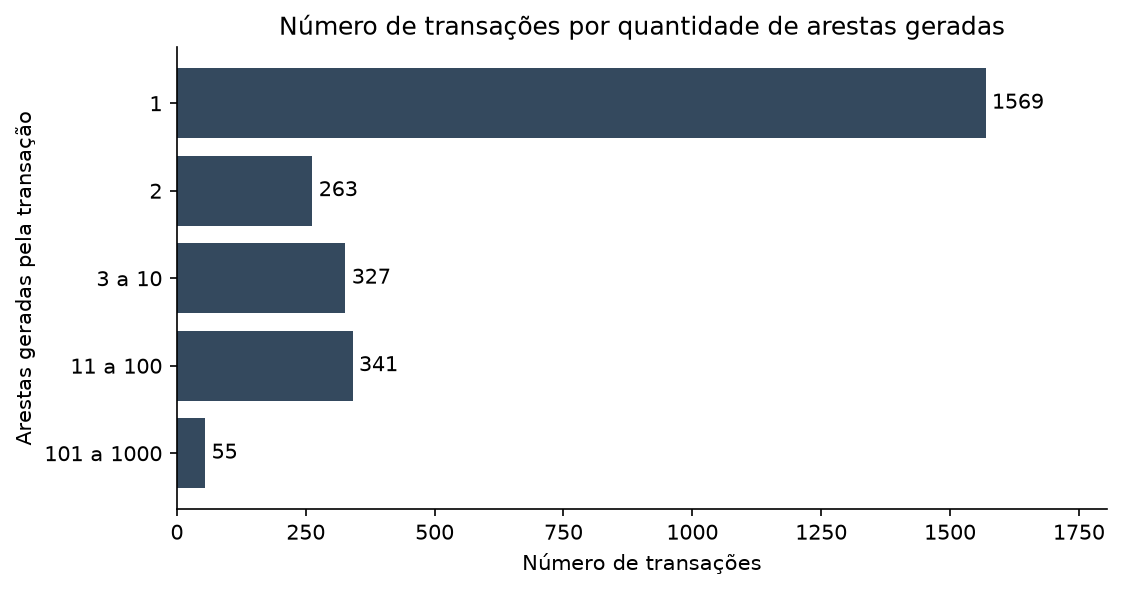 Número de transações por quantidade de arestas geradas
Arestas geradas pela transação
1
1569
2
263
3 a 10
327
11 a 100
341
101 a 1000
55
0 250 500 750 1000 1250 1500 1750
Número de transações